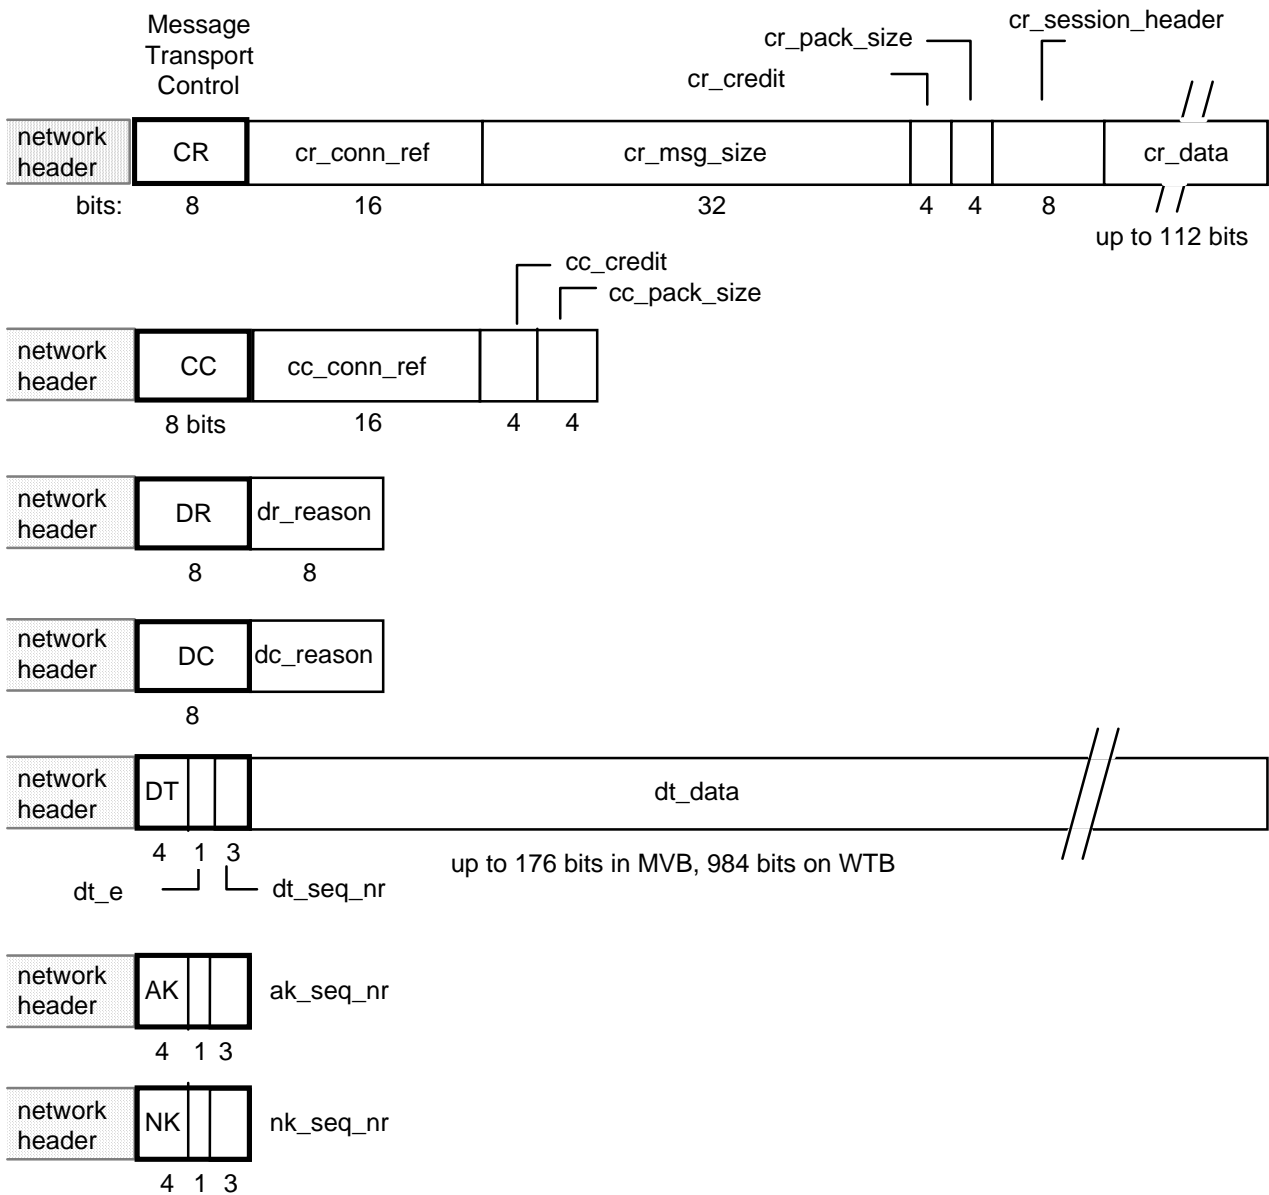 Message
Transport
Control
cr_session_header
cr_pack_size
cr_credit
network
header
CR
cr_conn_ref
cr_msg_size
cr_data
bits:
8
16
32
4
4
8
up to 112 bits
cc_credit
cc_pack_size
network
header
CC
cc_conn_ref
8 bits
16
4
4
network
header
DR
dr_reason
8
8
network
header
DC
dc_reason
8
network
header
DT
dt_data
4
1
3
up to 176 bits in MVB, 984 bits on WTB
dt_e
dt_seq_nr
network
header
AK
ak_seq_nr
4
1
3
network
header
NK
nk_seq_nr
4
1
3